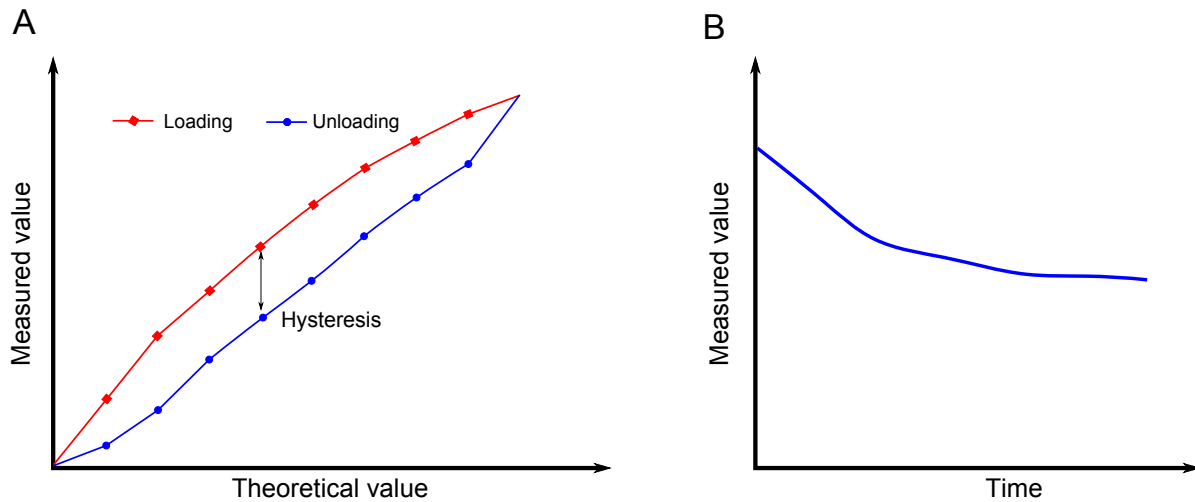 A
B
Loading
Unloading
Hysteresis
Measured value
Theoretical value
Measured value
Time